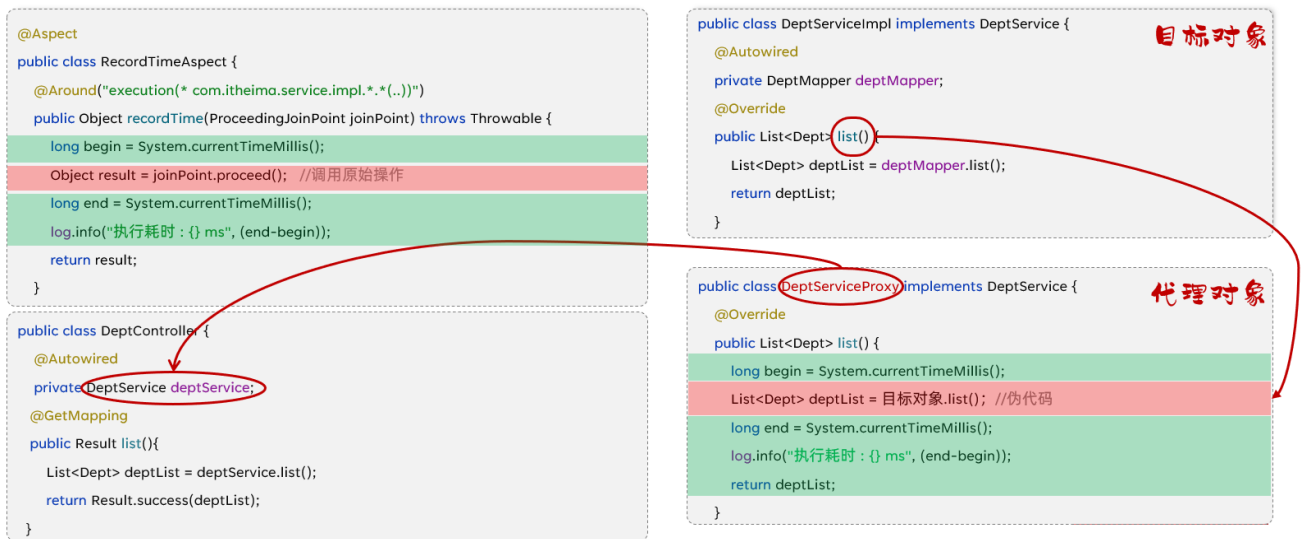 @Aspect
public class RecordTimeAspect {
@Around("execution(* com.itheima.service.impl.*.*(..))")
public Object recordTime(ProceedingJoinPoint joinPoint) throws Throwable {
long begin = System.currentTimeMillis();
Object result = joinPoint.proceed(); //调用原始操作
long end = System.currentTimeMillis();
log.info("执行耗时 : {} ms", (end-begin));
return result;
}
public class DeptController {
@Autowired
private DeptService deptService;
@GetMapping
public Result list(){
List<Dept> deptList = deptService.list();
return Result.success(deptList);
}
public class DeptServiceImpl implements DeptService {
目标对象
@Autowired
private DeptMapper deptMapper;
@Override
public List<Dept> list() {
List<Dept> deptList = deptMapper.list();
return deptList;
}
public class DeptServiceProxy implements DeptService {
代理对象
@Override
public List<Dept> list() {
long begin = System.currentTimeMillis();
List<Dept> deptList = 目标对象.list(); //伪代码
long end = System.currentTimeMillis();
log.info("执行耗时 : {} ms", (end-begin));
return deptList;
}